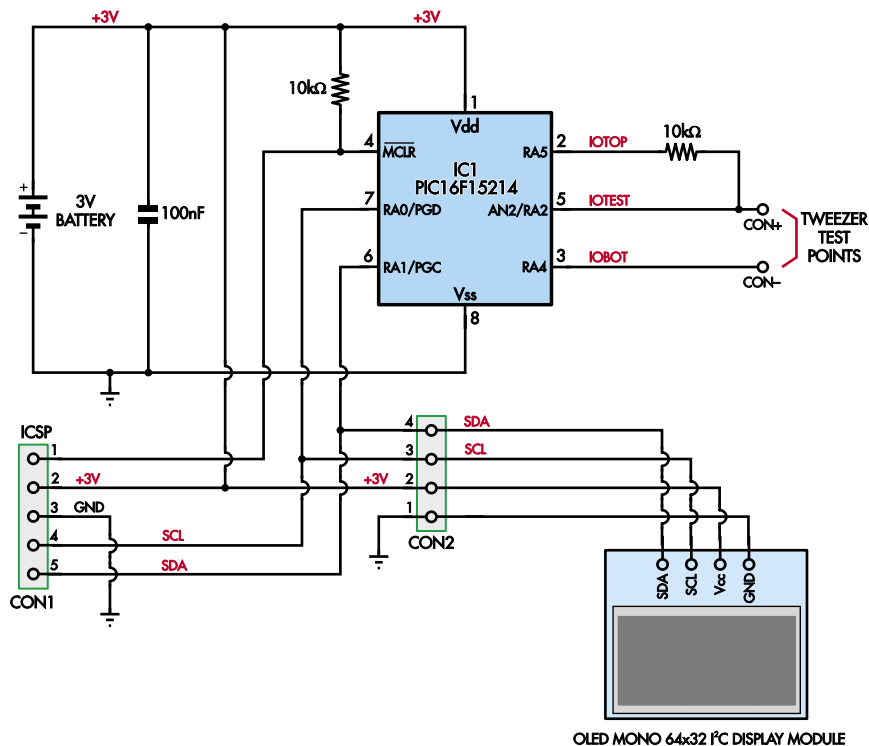 +3V
+3V
10kΩ
1
Vdd
4
MCLR
IC1
PIC16F15214
RA5
2
IOTOP
10kΩ
+
3V
BATTERY
–
100nF
7
RA0/PGD
AN2/RA2
5
IOTEST
CON+
TWEEZER
TEST
POINTS
6
RA1/PGC
RA4
3
IOBOT
CON–
Vss
8
ICSP
1
2
+3V
3
GND
4
SCL
5
SDA
CON1
4
SDA
3
SCL
+3V
2
1
CON2
SDA
SCL
Vcc
GND
OLED MONO 64x32 I²C DISPLAY MODULE